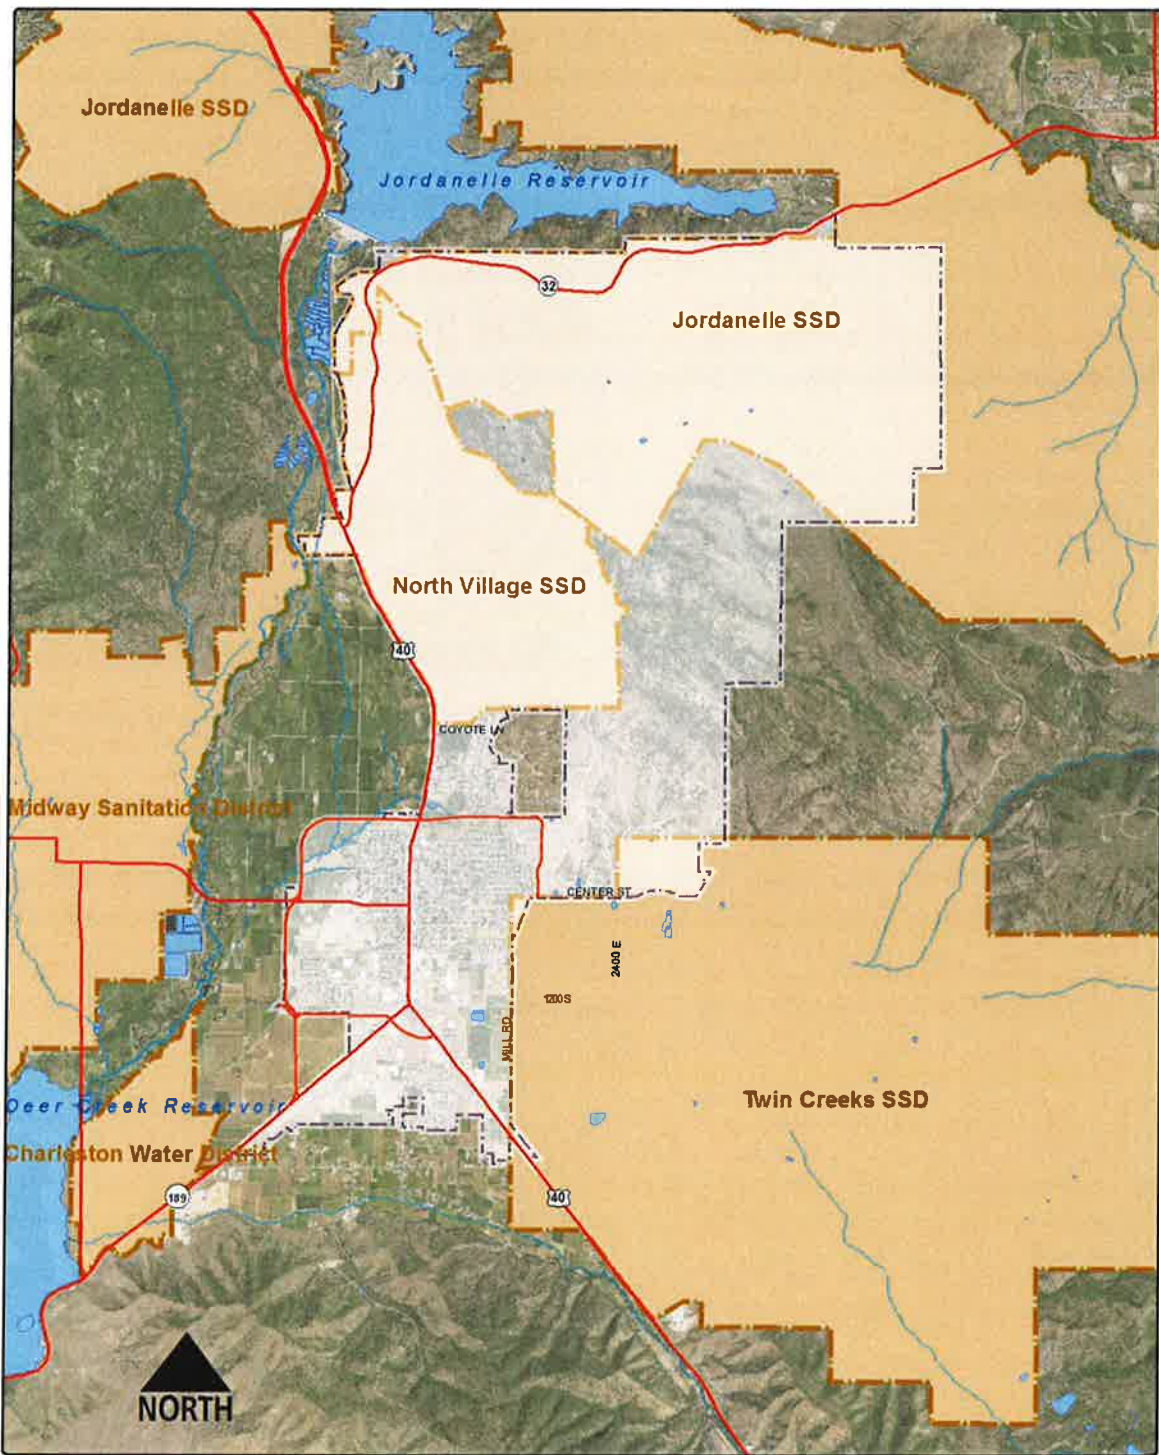 Jordanelle SSD
Jordanelle Reservoir
32
Jordanelle SSD
North Village SSD
40
COYOTE LN
Midway Sanitation District
CENTER ST
2400 E
1200 S
MILL RD
Deer Creek Reservoir
Twin Creeks SSD
Charleston Water District
189
40
NORTH